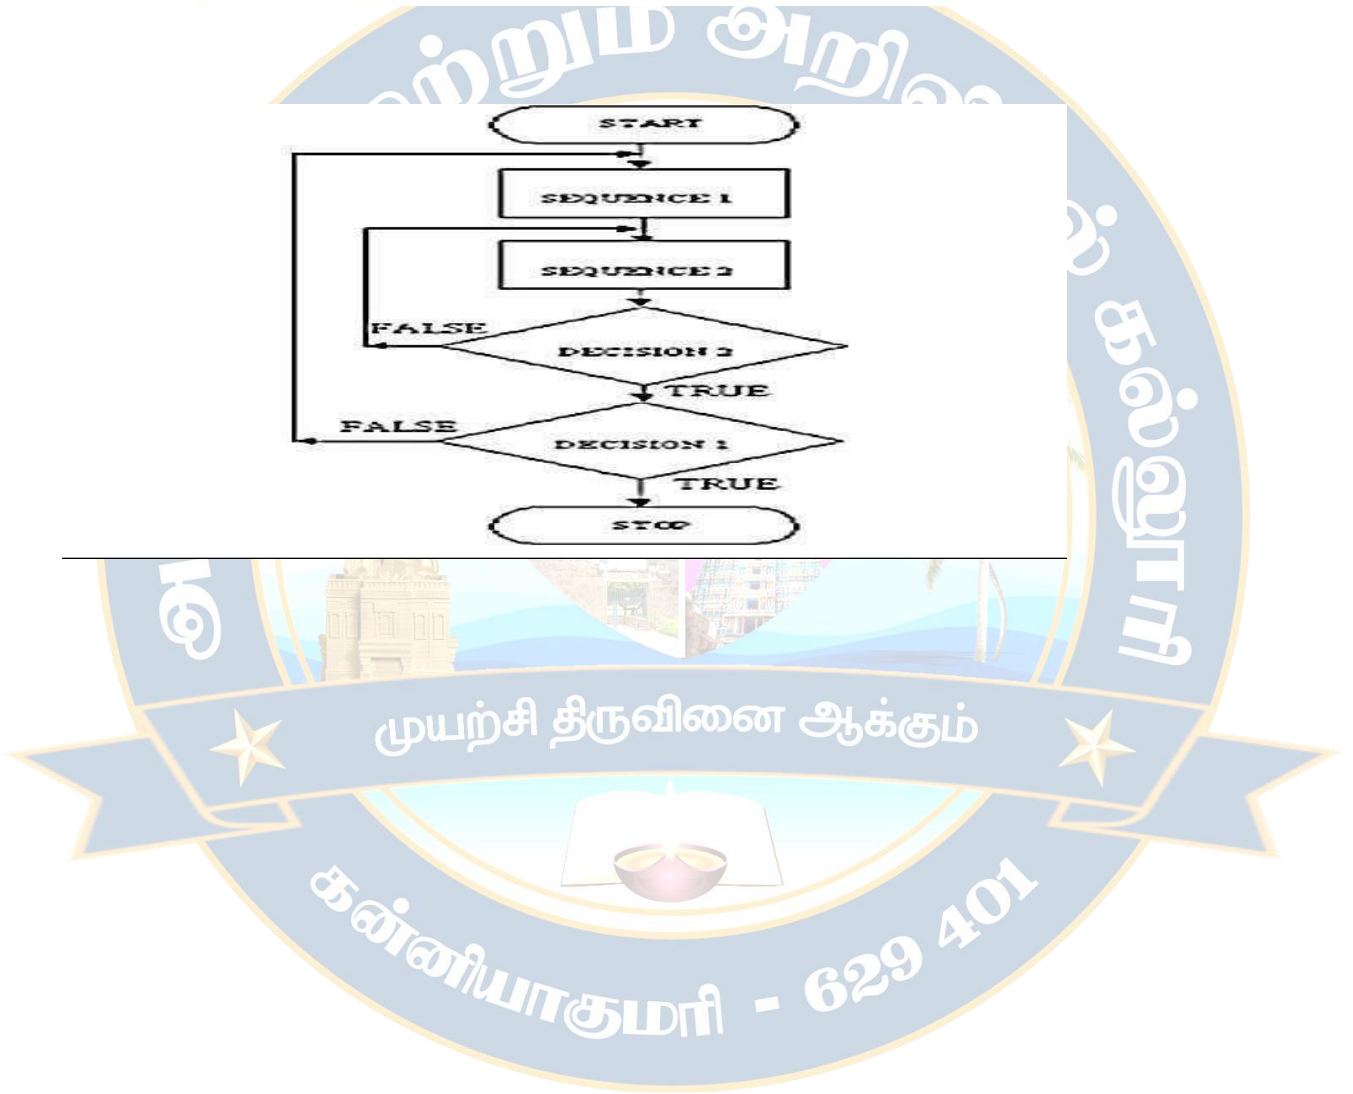 START
SEQUENCE 1
SEQUENCE 2
FALSE
DECISION 2
TRUE
FALSE
DECISION 1
TRUE
STOP
முயற்சி திருவினை ஆக்கும்
கன்னியாகுமரி - 629 401
கல்லூரி